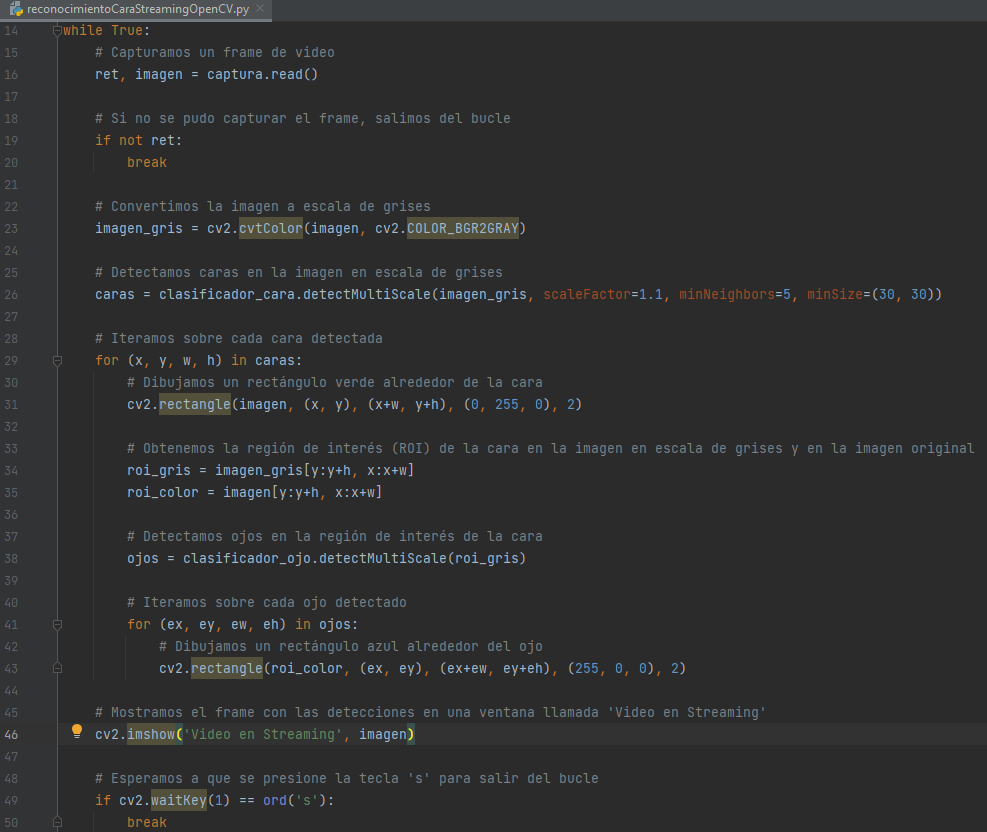 reconocimientoCaraStreamingOpenCV.py
14 while True:
15     # Capturamos un frame de video
16     ret, imagen = captura.read()
17
18     # Si no se pudo capturar el frame, salimos del bucle
19     if not ret:
20         break
21
22     # Convertimos la imagen a escala de grises
23     imagen_gris = cv2.cvtColor(imagen, cv2.COLOR_BGR2GRAY)
24
25     # Detectamos caras en la imagen en escala de grises
26     caras = clasificador_cara.detectMultiScale(imagen_gris, scaleFactor=1.1, minNeighbors=5, minSize=(30, 30))
27
28     # Iteramos sobre cada cara detectada
29     for (x, y, w, h) in caras:
30         # Dibujamos un rectángulo verde alrededor de la cara
31         cv2.rectangle(imagen, (x, y), (x+w, y+h), (0, 255, 0), 2)
32
33         # Obtenemos la región de interés (ROI) de la cara en la imagen en escala de grises y en la imagen original
34         roi_gris = imagen_gris[y:y+h, x:x+w]
35         roi_color = imagen[y:y+h, x:x+w]
36
37         # Detectamos ojos en la región de interés de la cara
38         ojos = clasificador_ojo.detectMultiScale(roi_gris)
39
40         # Iteramos sobre cada ojo detectado
41         for (ex, ey, ew, eh) in ojos:
42             # Dibujamos un rectángulo azul alrededor del ojo
43             cv2.rectangle(roi_color, (ex, ey), (ex+ew, ey+eh), (255, 0, 0), 2)
44
45     # Mostramos el frame con las detecciones en una ventana llamada 'Video en Streaming'
46     cv2.imshow('Video en Streaming', imagen)
47
48     # Esperamos a que se presione la tecla 's' para salir del bucle
49     if cv2.waitKey(1) == ord('s'):
50         break